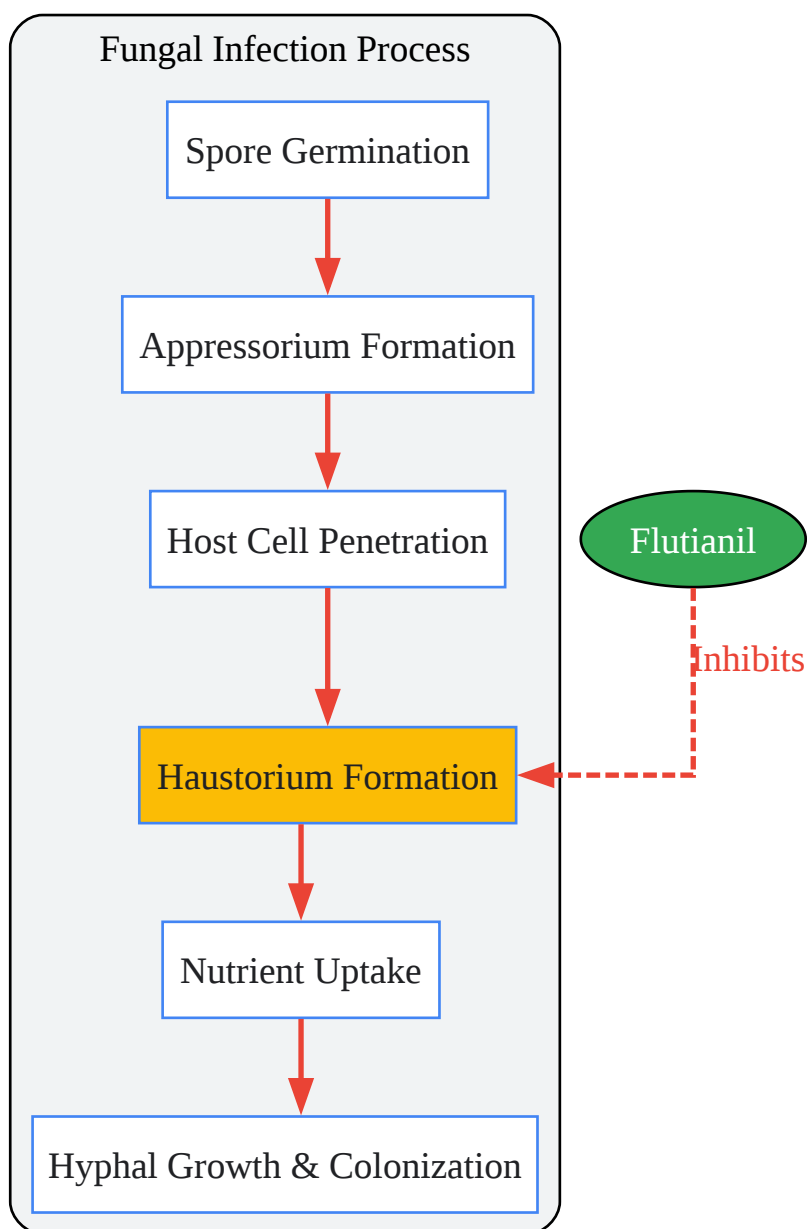 Fungal Infection Process
Spore Germination
Appressorium Formation
Host Cell Penetration
Flutianil
Inhibits
Haustorium Formation
Nutrient Uptake
Hyphal Growth & Colonization